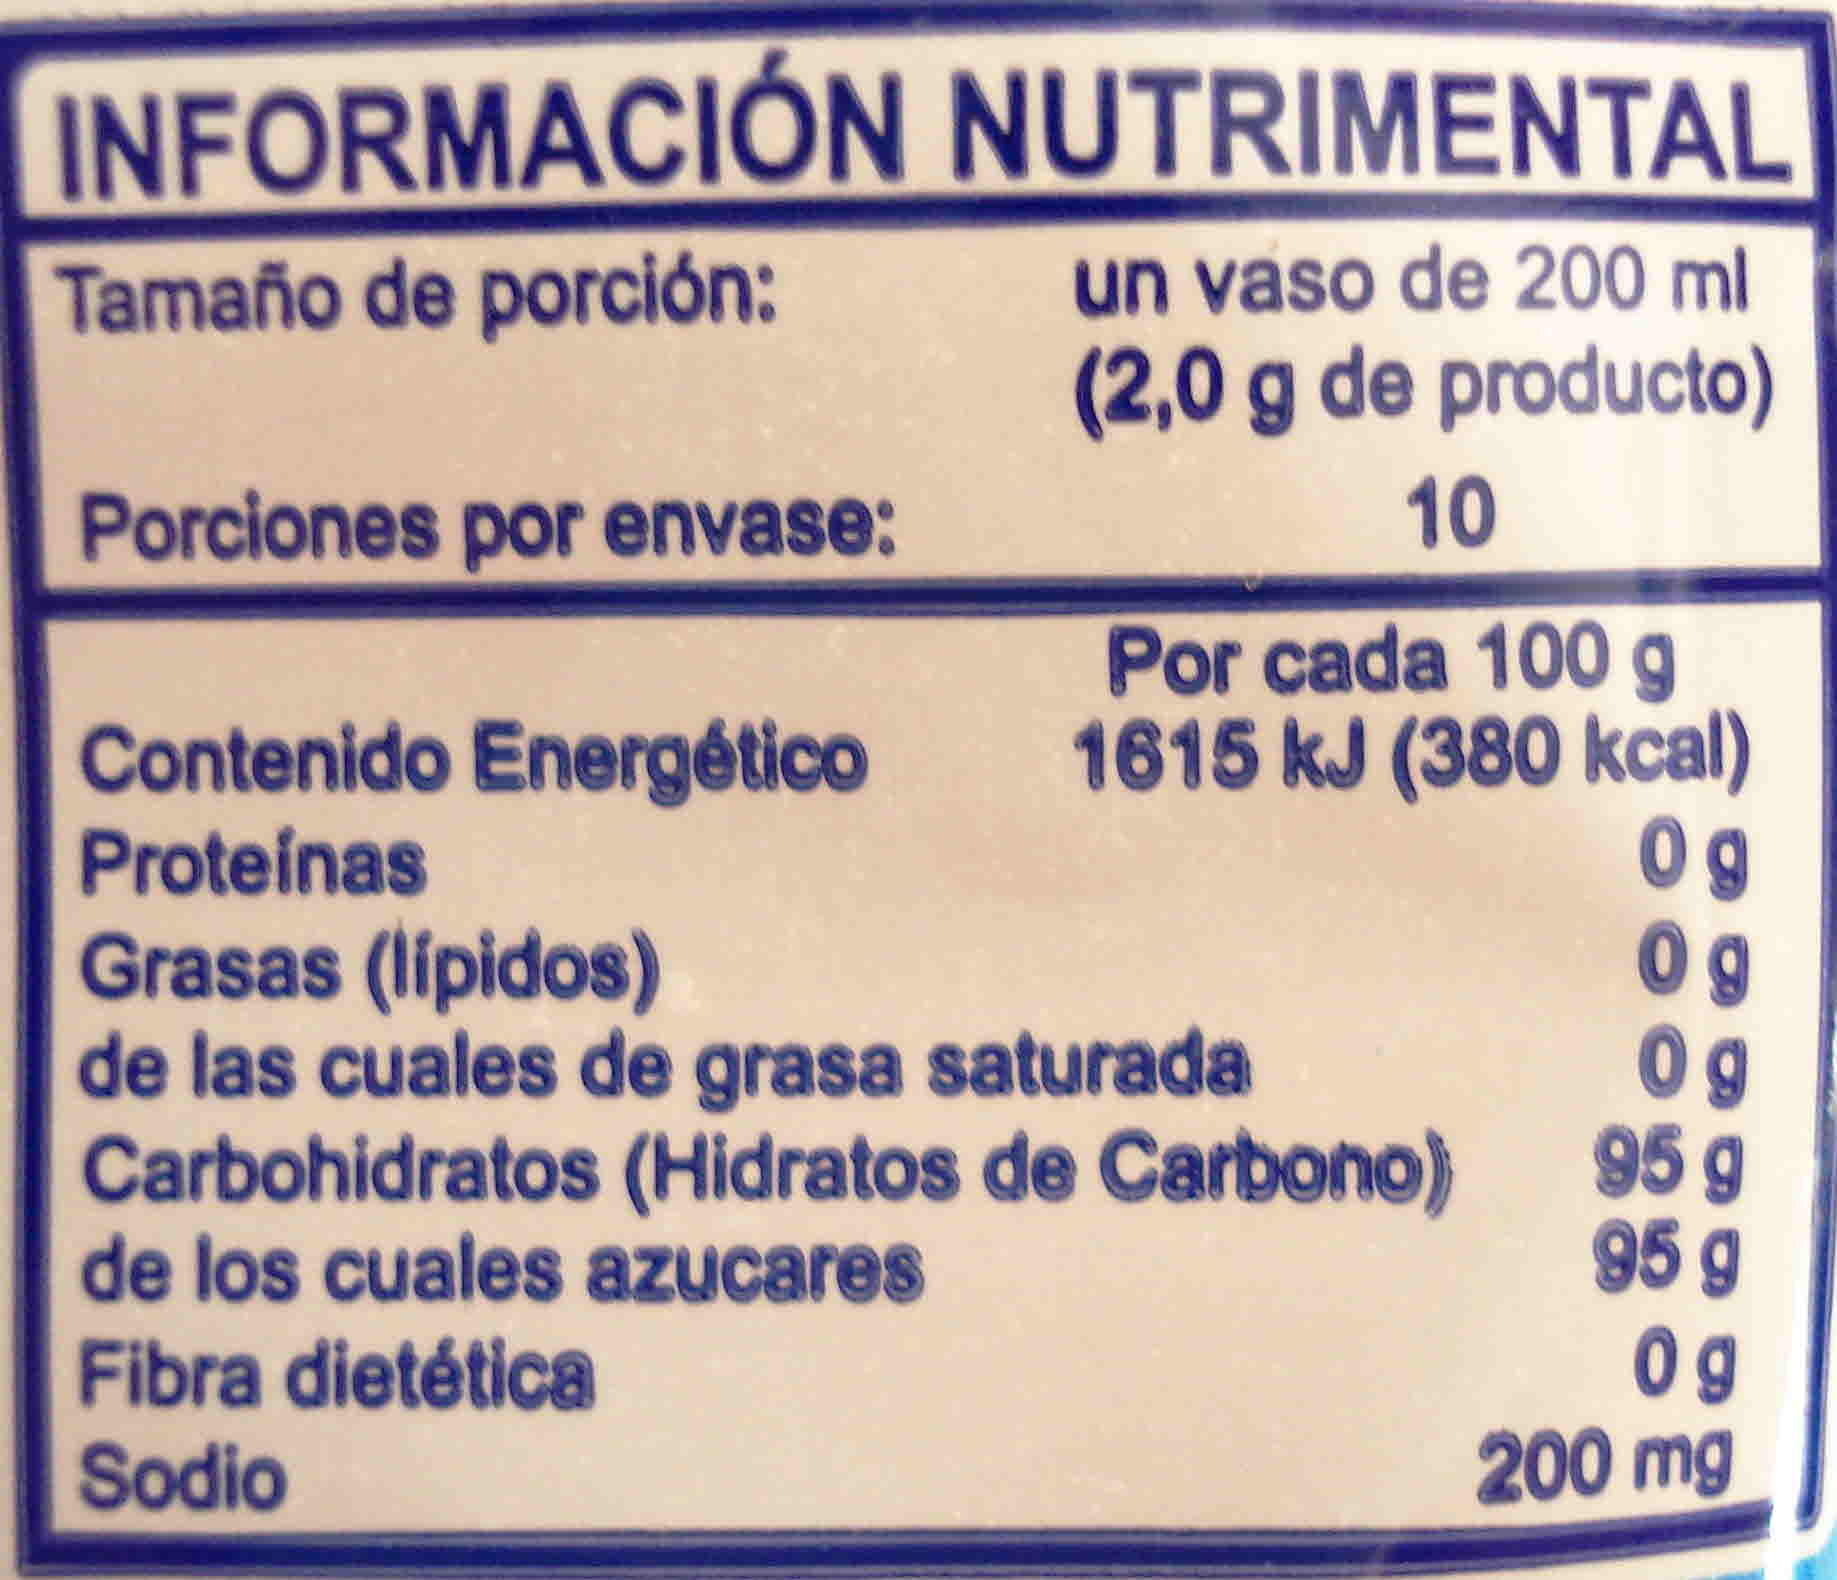 INFORMACIÓN NUTRIMENTAL
Tamaño de porción: un vaso de 200 ml
(2,0 g de producto)
Porciones por envase: 10
Por cada 100 g
Contenido Energético 1615 kJ (380 kcal)
Proteínas 0 g
Grasas (lípidos) 0 g
de las cuales de grasa saturada 0 g
Carbohidratos (Hidratos de Carbono) 95 g
de los cuales azucares 95 g
Fibra dietética 0 g
Sodio 200 mg